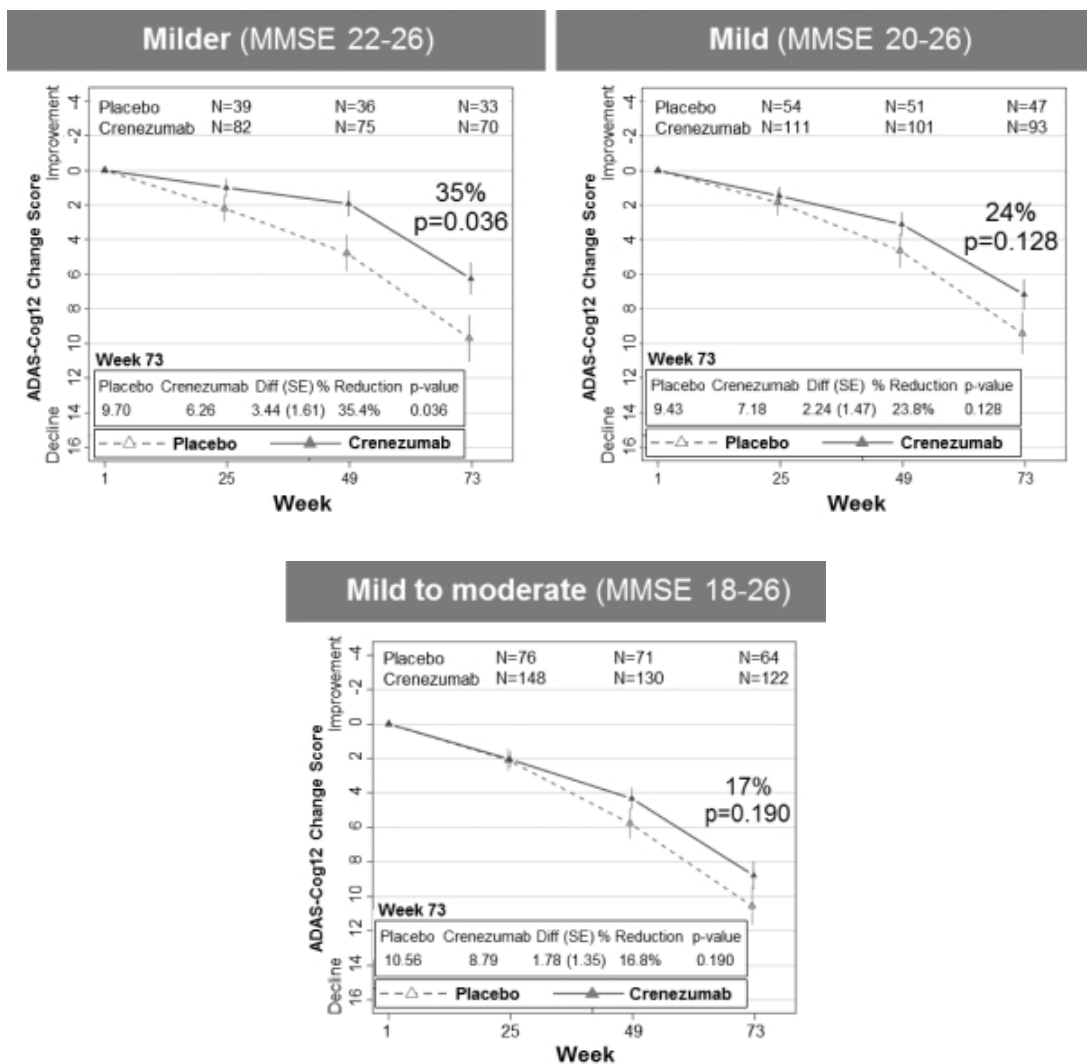 Milder (MMSE 22-26)
Placebo N=39 N=36 N=33
Crenezumab N=82 N=75 N=70
Improvement
ADAS-Cog12 Change Score
Decline
-4
-2
0
2
4
6
8
10
12
14
16
35%
p=0.036
Week 73
Placebo Crenezumab Diff (SE) % Reduction p-value
9.70 6.26 3.44 (1.61) 35.4% 0.036
Placebo Crenezumab
1 25 49 73
Week
Mild (MMSE 20-26)
Placebo N=54 N=51 N=47
Crenezumab N=111 N=101 N=93
Improvement
ADAS-Cog12 Change Score
Decline
-4
-2
0
2
4
6
8
10
12
14
16
24%
p=0.128
Week 73
Placebo Crenezumab Diff (SE) % Reduction p-value
9.43 7.18 2.24 (1.47) 23.8% 0.128
Placebo Crenezumab
1 25 49 73
Week
Mild to moderate (MMSE 18-26)
Placebo N=76 N=71 N=64
Crenezumab N=148 N=130 N=122
Improvement
ADAS-Cog12 Change Score
Decline
-4
-2
0
2
4
6
8
10
12
14
16
17%
p=0.190
Week 73
Placebo Crenezumab Diff (SE) % Reduction p-value
10.56 8.79 1.78 (1.35) 16.8% 0.190
Placebo Crenezumab
1 25 49 73
Week